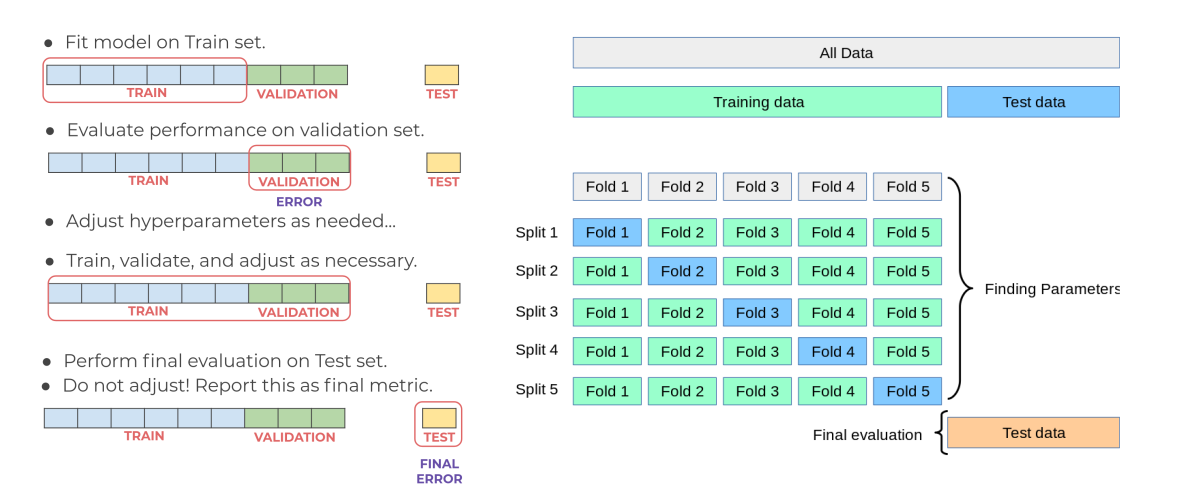 ● Fit model on Train set.
TRAIN VALIDATION TEST
● Evaluate performance on validation set.
TRAIN VALIDATION TEST
ERROR
● Adjust hyperparameters as needed...
● Train, validate, and adjust as necessary.
TRAIN VALIDATION TEST
● Perform final evaluation on Test set.
● Do not adjust! Report this as final metric.
TRAIN VALIDATION TEST
FINAL
ERROR
All Data
Training data Test data
Fold 1 Fold 2 Fold 3 Fold 4 Fold 5
Split 1 Fold 1 Fold 2 Fold 3 Fold 4 Fold 5
Split 2 Fold 1 Fold 2 Fold 3 Fold 4 Fold 5
Split 3 Fold 1 Fold 2 Fold 3 Fold 4 Fold 5
Split 4 Fold 1 Fold 2 Fold 3 Fold 4 Fold 5
Split 5 Fold 1 Fold 2 Fold 3 Fold 4 Fold 5
Finding Parameters
Final evaluation Test data